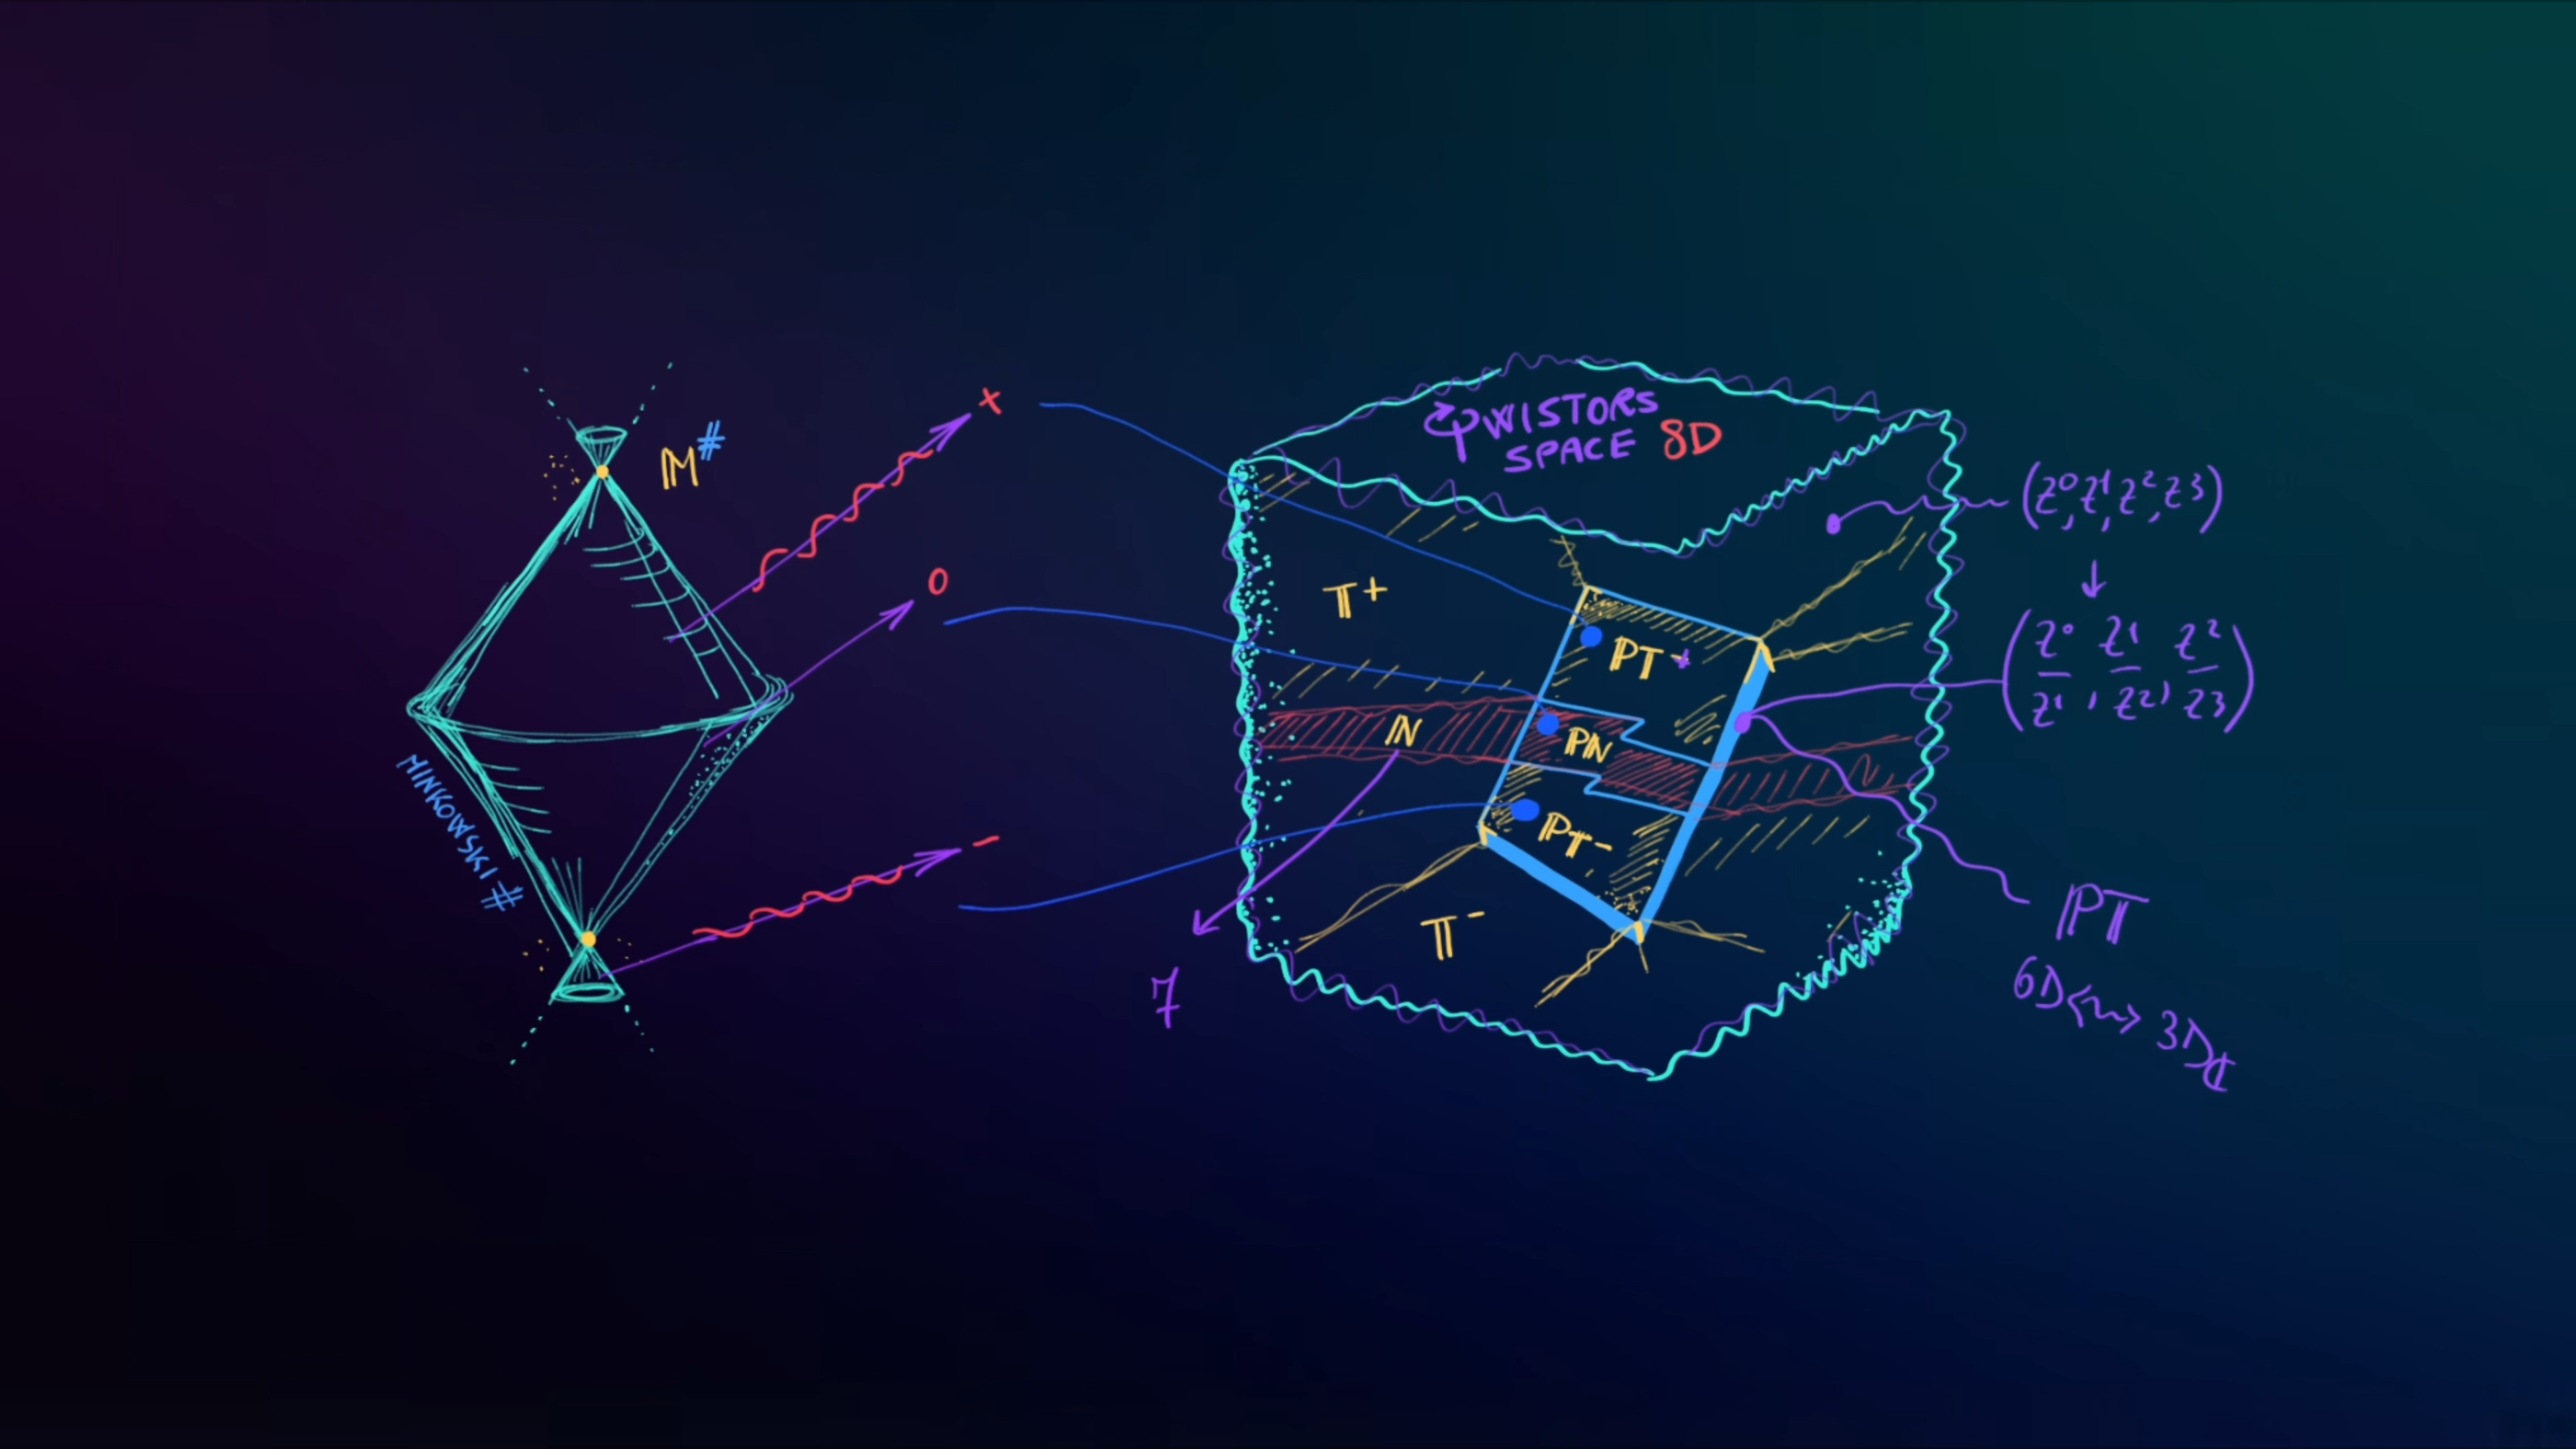 𝕄#
MINKOWSKI #
+
0
-
TWISTORS
SPACE 8D
𝕋+
ℙ𝕋+
ℕ
ℙℕ
ℙ𝕋-
𝕋-
7
(Z⁰, Z¹, Z², Z³)
↓
(Z⁰/Z¹, Z¹/Z², Z²/Z³)
ℙ𝕋
6D <~> 3Dℂ